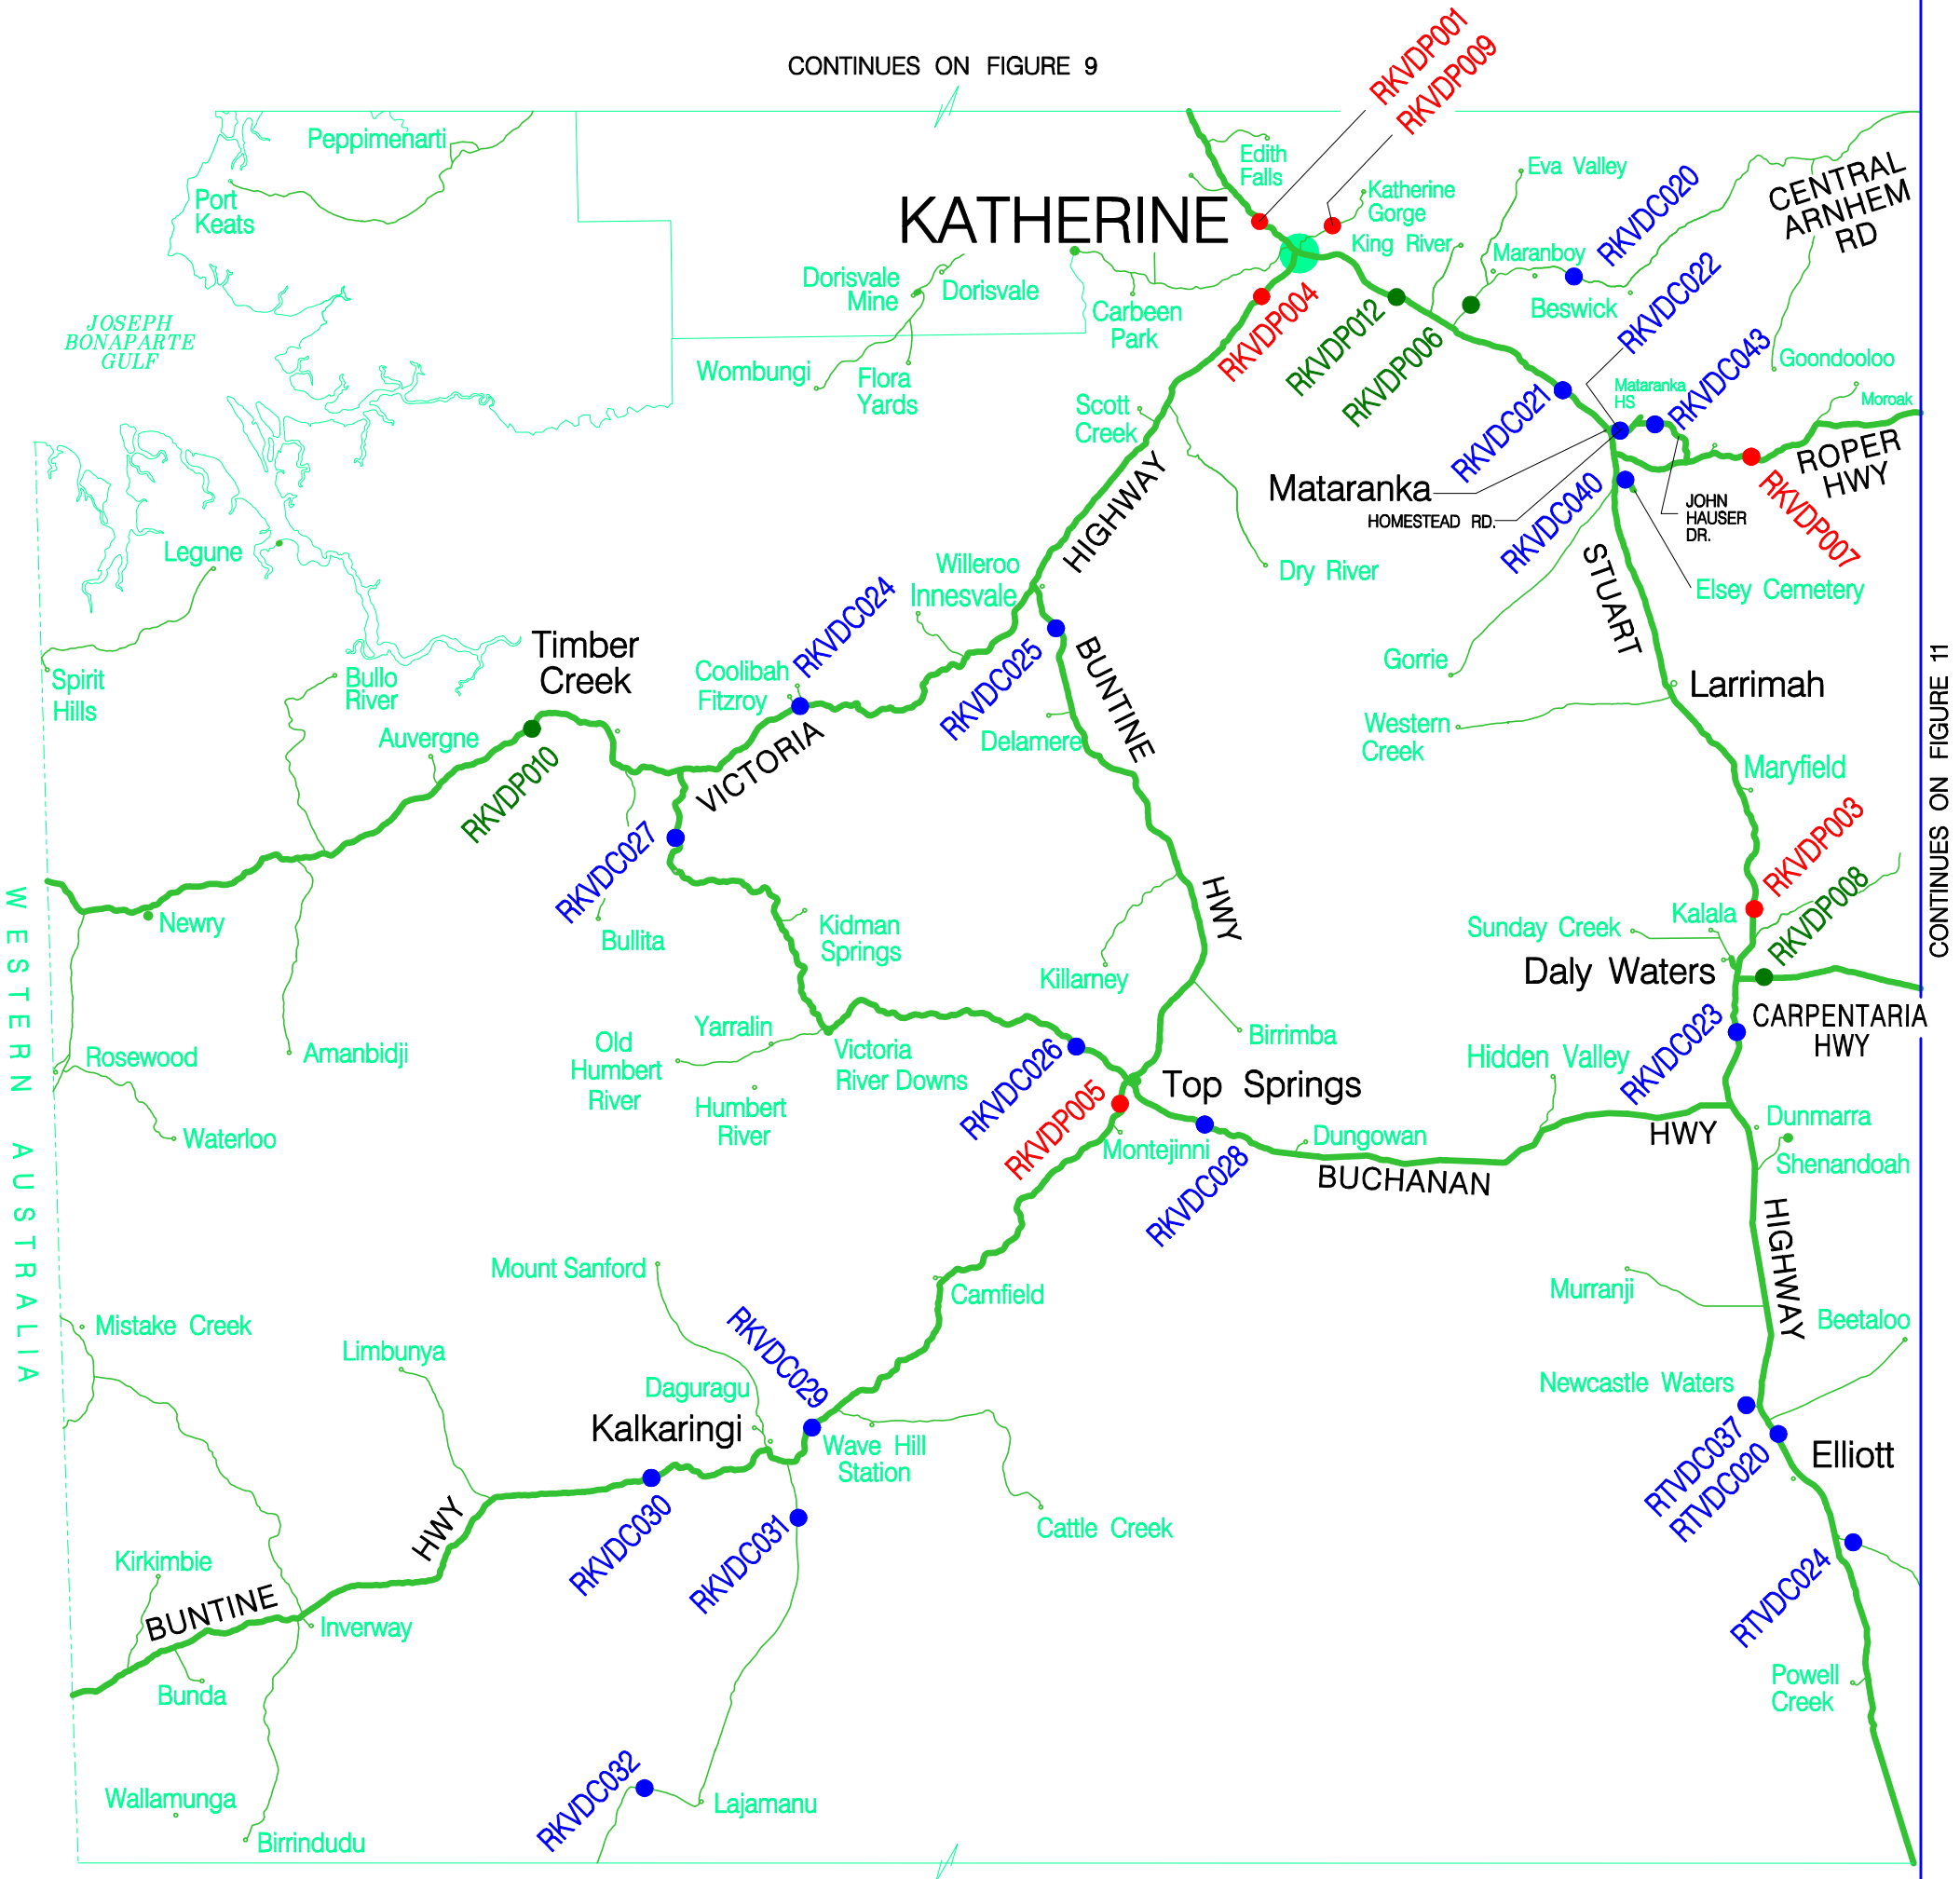 CONTINUES ON FIGURE 9
RKVDP001
RKVDP009
Peppimenarti
Port
Keats
Edith
Falls
KATHERINE
Katherine
Gorge
King River
Eva Valley
Maranboy
RKVDC020
CENTRAL
ARNHEM
RD
Beswick
RKVDC022
Dorisvale
Mine
Dorisvale
Carbeen
Park
RKVDP004
RKVDP012
RKVDP006
JOSEPH
BONAPARTE
GULF
Wombungi
Flora
Yards
Scott
Creek
RKVDC021
Mataranka
HS
RKVDC043
Goondooloo
Moroak
ROPER
HWY
Mataranka
HOMESTEAD RD.
RKVDC040
JOHN
HAUSER
DR.
RKVDP007
HIGHWAY
Legune
Willeroo
Innesvale
Dry River
STUART
Elsey Cemetery
Spirit
Hills
Bullo
River
Timber
Creek
Coolibah
Fitzroy
RKVDC024
RKVDC025
BUNTINE
Gorrie
Larrimah
CONTINUES ON FIGURE 11
Auvergne
RKVDP010
VICTORIA
Delamere
Western
Creek
Maryfield
RKVDC027
RKVDP003
RKVDP008
WESTERN AUSTRALIA
Newry
Bullita
Kidman
Springs
HWY
Killarney
Sunday Creek
Kalala
Daly Waters
CARPENTARIA
HWY
Rosewood
Amanbidji
Old
Humbert
River
Yarralin
Victoria
River Downs
Birrimba
Hidden Valley
RKVDC023
RKVDC026
Top Springs
Humbert
River
RKVDP005
Montejinni
Dungowan
HWY
Dunmarra
Waterloo
RKVDC028
BUCHANAN
Shenandoah
HIGHWAY
Mount Sanford
Camfield
Murranji
Beetaloo
Mistake Creek
Limbunya
RKVDC029
Daguragu
Kalkaringi
Newcastle Waters
Wave Hill
Station
RTVDC037
RTVDC020
Elliott
HWY
RKVDC030
RKVDC031
Cattle Creek
RTVDC024
Kirkimbie
BUNTINE
Inverway
Bunda
Powell
Creek
RKVDC032
Wallamunga
Lajamanu
Birrindudu